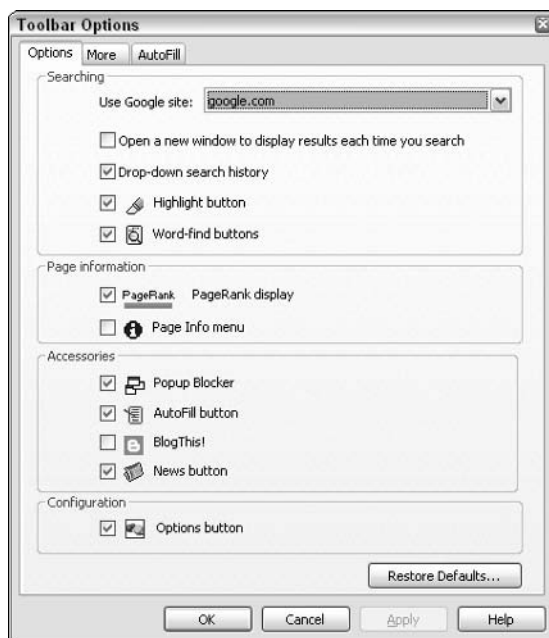 Toolbar Options
Options More AutoFill
Searching
Use Google site: google.com
Open a new window to display results each time you search
Drop-down search history
Highlight button
Word-find buttons
Page information
PageRank PageRank display
Page Info menu
Accessories
Popup Blocker
AutoFill button
BlogThis!
News button
Configuration
Options button
Restore Defaults...
OK Cancel Apply Help